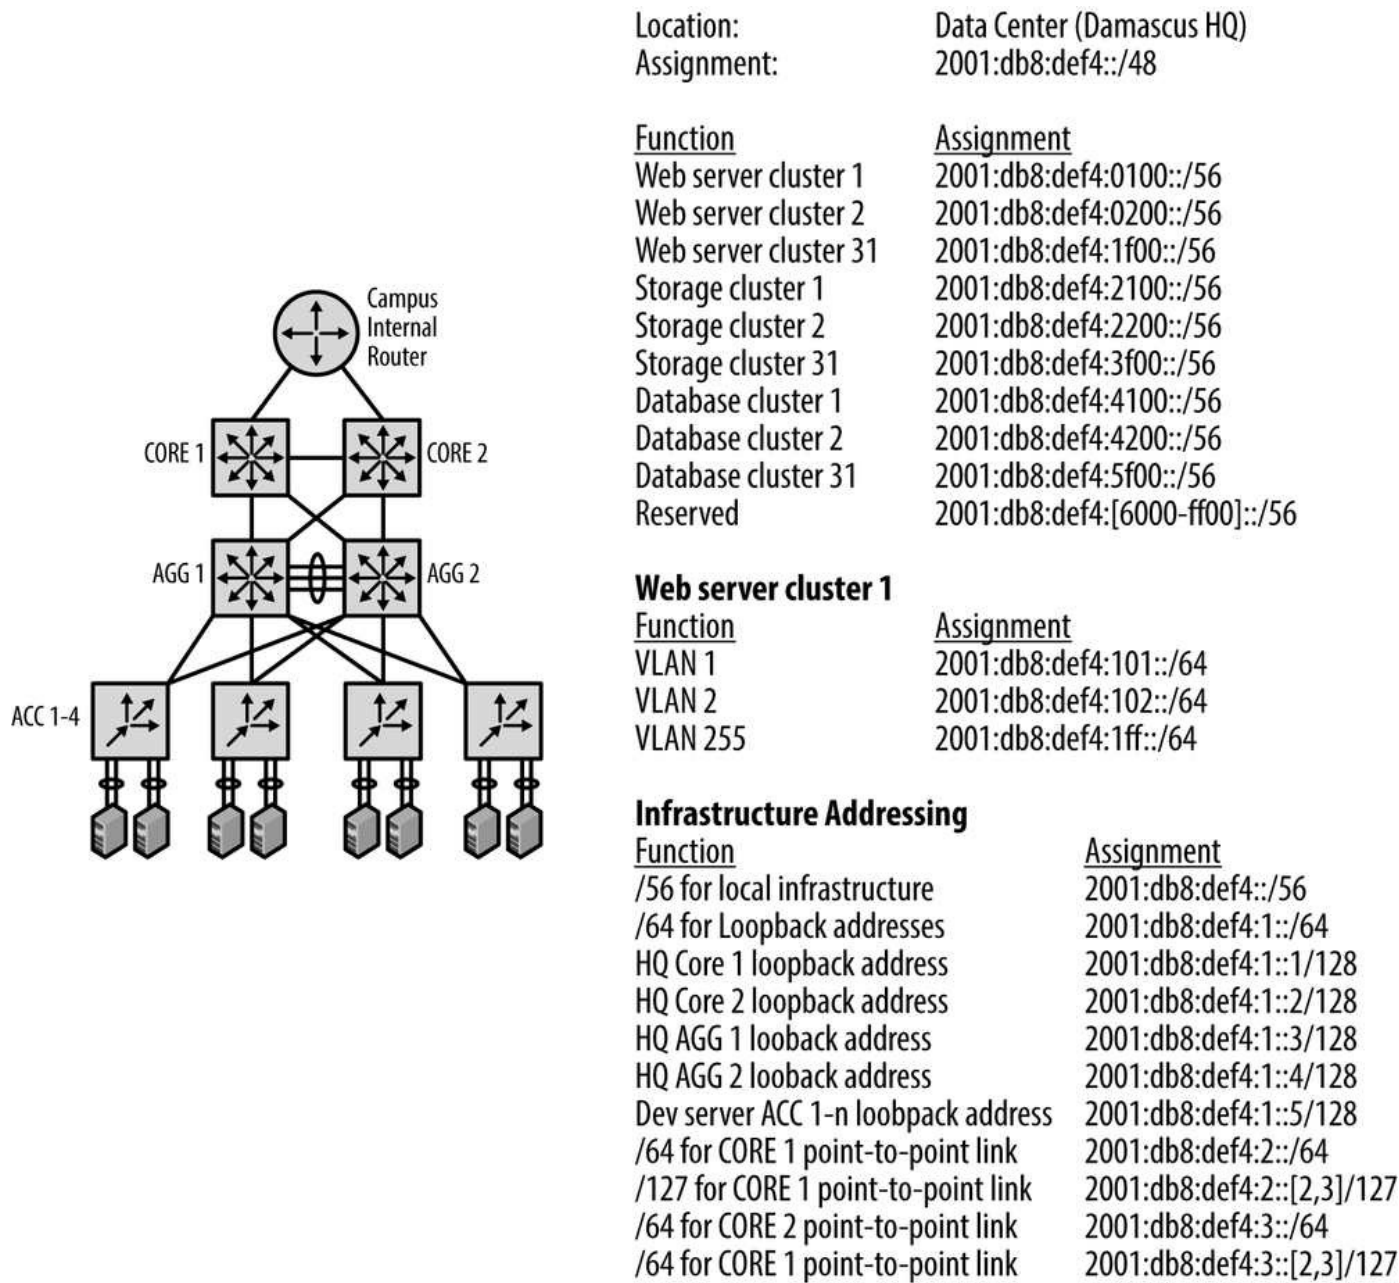 Location: Data Center (Damascus HQ)
Assignment: 2001:db8:def4::/48
Function Assignment
Web server cluster 1 2001:db8:def4:0100::/56
Web server cluster 2 2001:db8:def4:0200::/56
Web server cluster 31 2001:db8:def4:1f00::/56
Storage cluster 1 2001:db8:def4:2100::/56
Storage cluster 2 2001:db8:def4:2200::/56
Storage cluster 31 2001:db8:def4:3f00::/56
Database cluster 1 2001:db8:def4:4100::/56
Database cluster 2 2001:db8:def4:4200::/56
Database cluster 31 2001:db8:def4:5f00::/56
Reserved 2001:db8:def4:[6000-ff00]::/56
Web server cluster 1
Function Assignment
VLAN 1 2001:db8:def4:101::/64
VLAN 2 2001:db8:def4:102::/64
VLAN 255 2001:db8:def4:1ff::/64
Infrastructure Addressing
Function Assignment
/56 for local infrastructure 2001:db8:def4::/56
/64 for Loopback addresses 2001:db8:def4:1::/64
HQ Core 1 loopback address 2001:db8:def4:1::1/128
HQ Core 2 loopback address 2001:db8:def4:1::2/128
HQ AGG 1 looback address 2001:db8:def4:1::3/128
HQ AGG 2 looback address 2001:db8:def4:1::4/128
Dev server ACC 1-n loobpack address 2001:db8:def4:1::5/128
/64 for CORE 1 point-to-point link 2001:db8:def4:2::/64
/127 for CORE 1 point-to-point link 2001:db8:def4:2::[2,3]/127
/64 for CORE 2 point-to-point link 2001:db8:def4:3::/64
/64 for CORE 1 point-to-point link 2001:db8:def4:3::[2,3]/127
Campus
Internal
Router
CORE 1
CORE 2
AGG 1
AGG 2
ACC 1-4